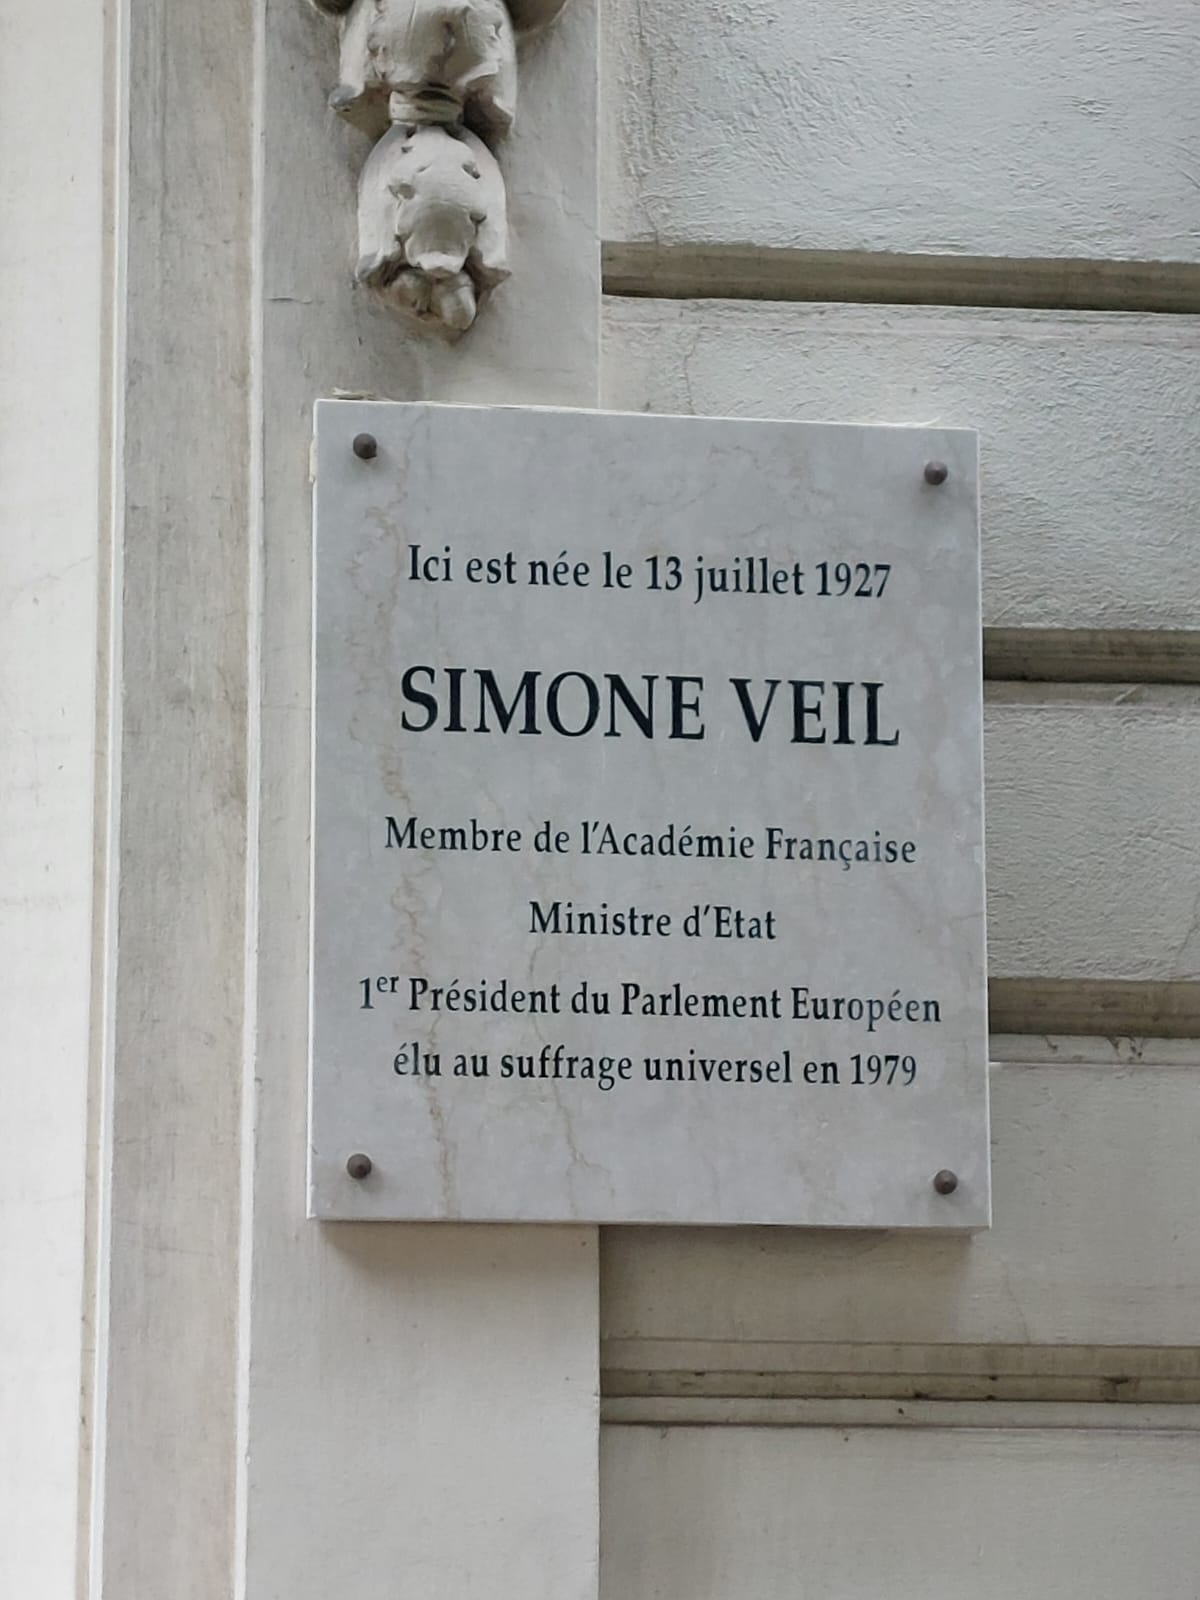 Ici est née le 13 juillet 1927
SIMONE VEIL
Membre de l'Académie Française
Ministre d'Etat
1er Président du Parlement Européen
élu au suffrage universel en 1979